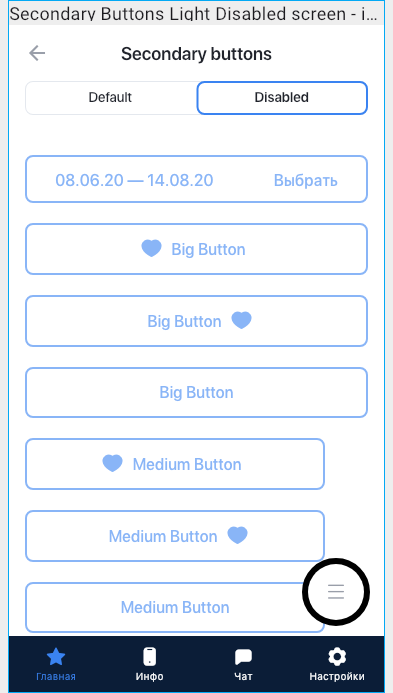 Secondary Buttons Light Disabled screen - i...
Secondary buttons
Default Disabled
08.06.20 — 14.08.20 Выбрать
Big Button
Big Button
Big Button
Medium Button
Medium Button
Medium Button
Главная Инфо Чат Настройки